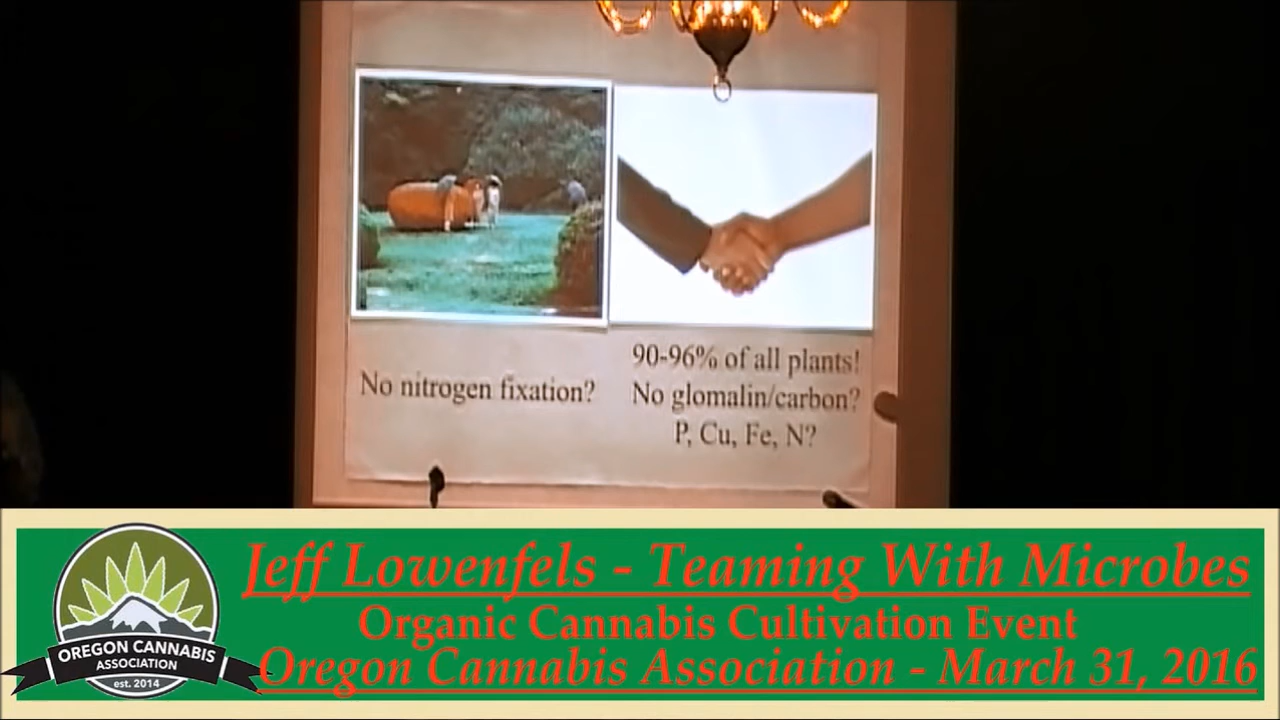 No nitrogen fixation?
90-96% of all plants!
No glomalin/carbon?
P, Cu, Fe, N?
Jeff Lowenfels - Teaming With Microbes
Organic Cannabis Cultivation Event
Oregon Cannabis Association - March 31, 2016
OREGON CANNABIS
ASSOCIATION
est. 2014